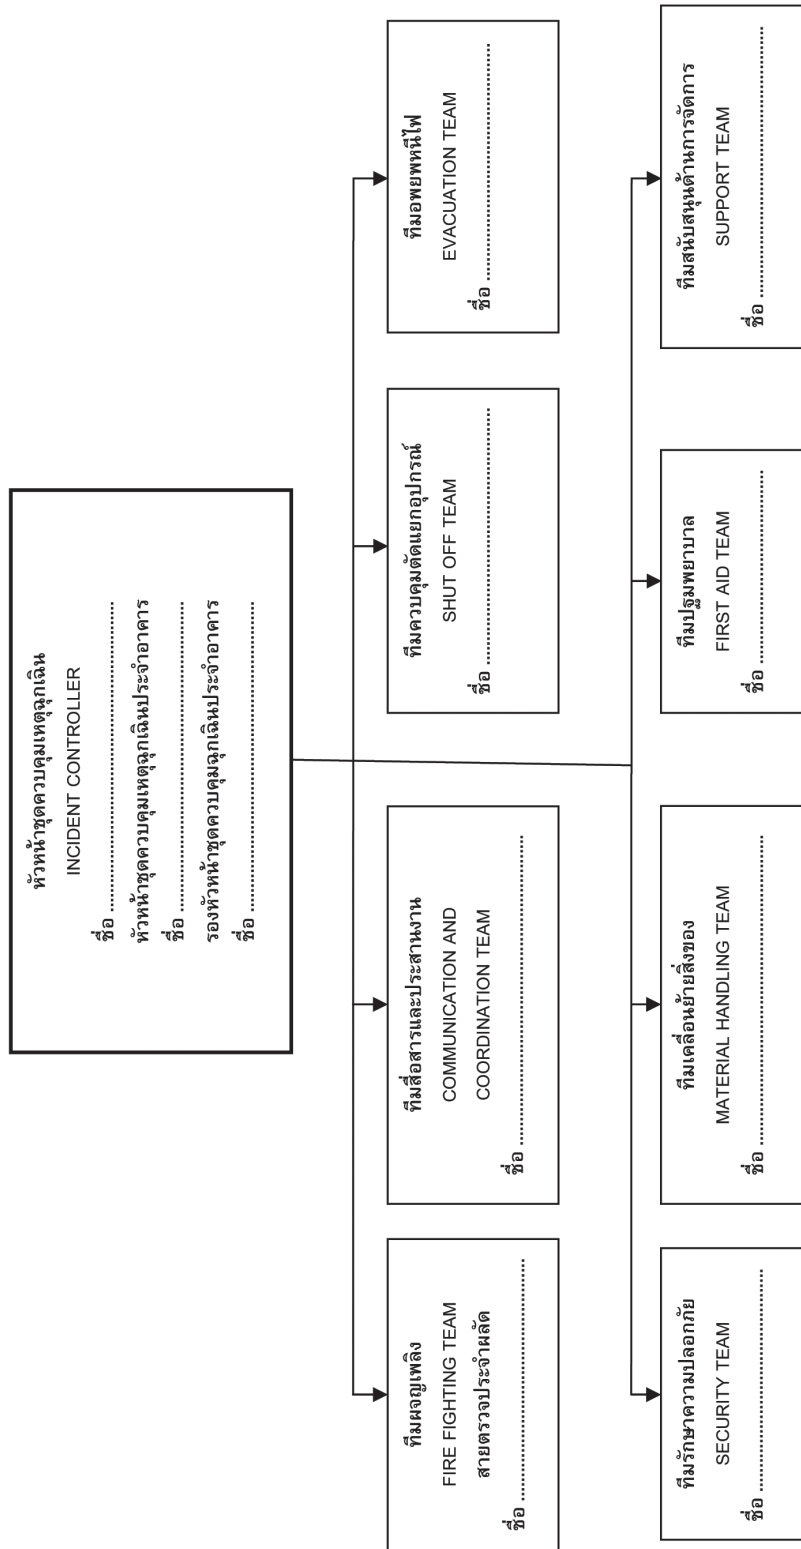 หัวหน้าชุดควบคุมเหตุฉุกเฉิน
INCIDENT CONTROLLER
ชื่อ ................................................................
หัวหน้าชุดควบคุมเหตุฉุกเฉินประจำอาคาร
ชื่อ ................................................................
รองหัวหน้าชุดควบคุมฉุกเฉินประจำอาคาร
ชื่อ ................................................................
ทีมผจญเพลิง
FIRE FIGHTING TEAM
สายตรวจประจำผลัด
ชื่อ ................................................................
ทีมสื่อสารและประสานงาน
COMMUNICATION AND
COORDINATION TEAM
ชื่อ ................................................................
ทีมควบคุมตัดแยกอุปกรณ์
SHUT OFF TEAM
ชื่อ ................................................................
ทีมอพยพหนีไฟ
EVACUATION TEAM
ชื่อ ................................................................
ทีมรักษาความปลอดภัย
SECURITY TEAM
ชื่อ ................................................................
ทีมเคลื่อนย้ายสิ่งของ
MATERIAL HANDLING TEAM
ชื่อ ................................................................
ทีมปฐมพยาบาล
FIRST AID TEAM
ชื่อ ................................................................
ทีมสนับสนุนด้านการจัดการ
SUPPORT TEAM
ชื่อ ................................................................